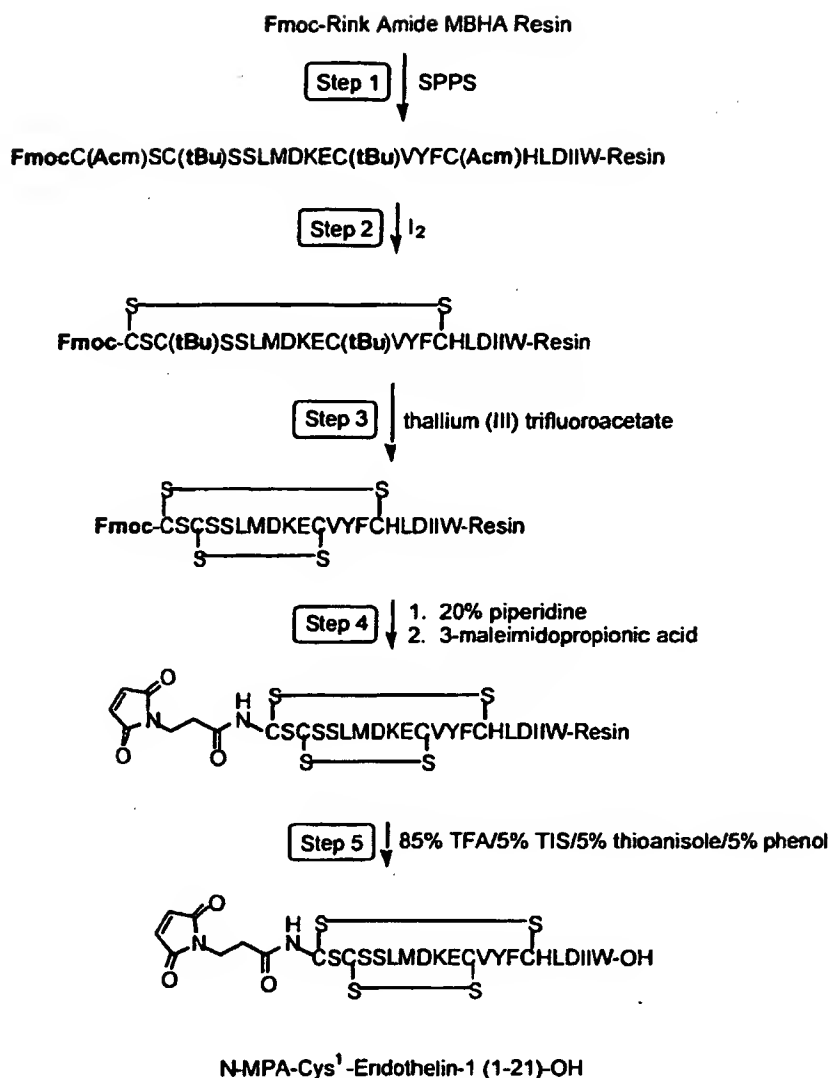 Fmoc-Rink Amide MBHA Resin
Step 1 SPPS
FmocC(Acm)SC(tBu)SSLMDKEC(tBu)VYFC(Acm)HLDIIW-Resin
Step 2 I2
S S
Fmoc-CSC(tBu)SSLMDKEC(tBu)VYFCHLDIIW-Resin
Step 3 thallium (III) trifluoroacetate
S S
Fmoc-CSCSSLMDKECVYFCHLDIIW-Resin
S S
Step 4 1. 20% piperidine
2. 3-maleimidopropionic acid
O
N
O
O
H
N
S S
CSCSSLMDKECVYFCHLDIIW-Resin
S S
Step 5 85% TFA/5% TIS/5% thioanisole/5% phenol
O
N
O
O
H
N
S S
CSCSSLMDKECVYFCHLDIIW-OH
S S
N-MPA-Cys1-Endothelin-1 (1-21)-OH